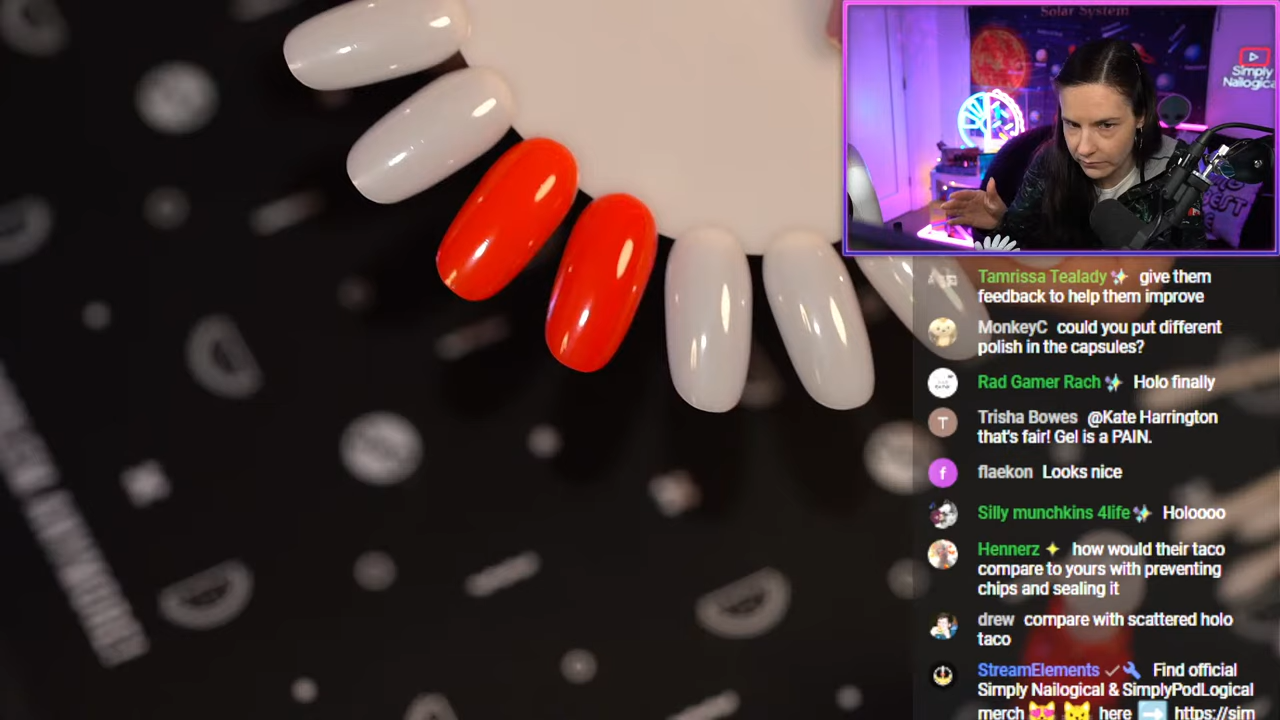 Solar System
Simply
Nailogical
Tamrissa Tealady give them
feedback to help them improve
MonkeyC could you put different
polish in the capsules?
Rad Gamer Rach Holo finally
T
Trisha Bowes @Kate Harrington
that's fair! Gel is a PAIN.
f
flaekon Looks nice
Silly munchkins 4life Holoooo
Hennerz how would their taco
compare to yours with preventing
chips and sealing it
drew compare with scattered holo
taco
StreamElements Find official
Simply Nailogical & SimplyPodLogical
merch here https://sim